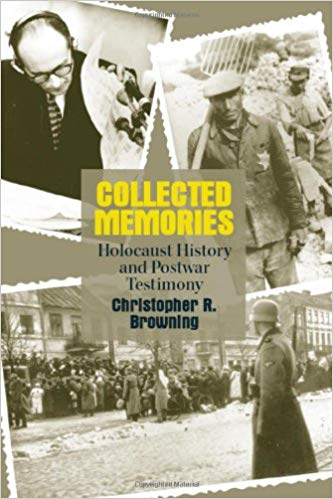 COLLECTED
MEMORIES
Holocaust History
and Postwar
Testimony
Christopher R.
Browning